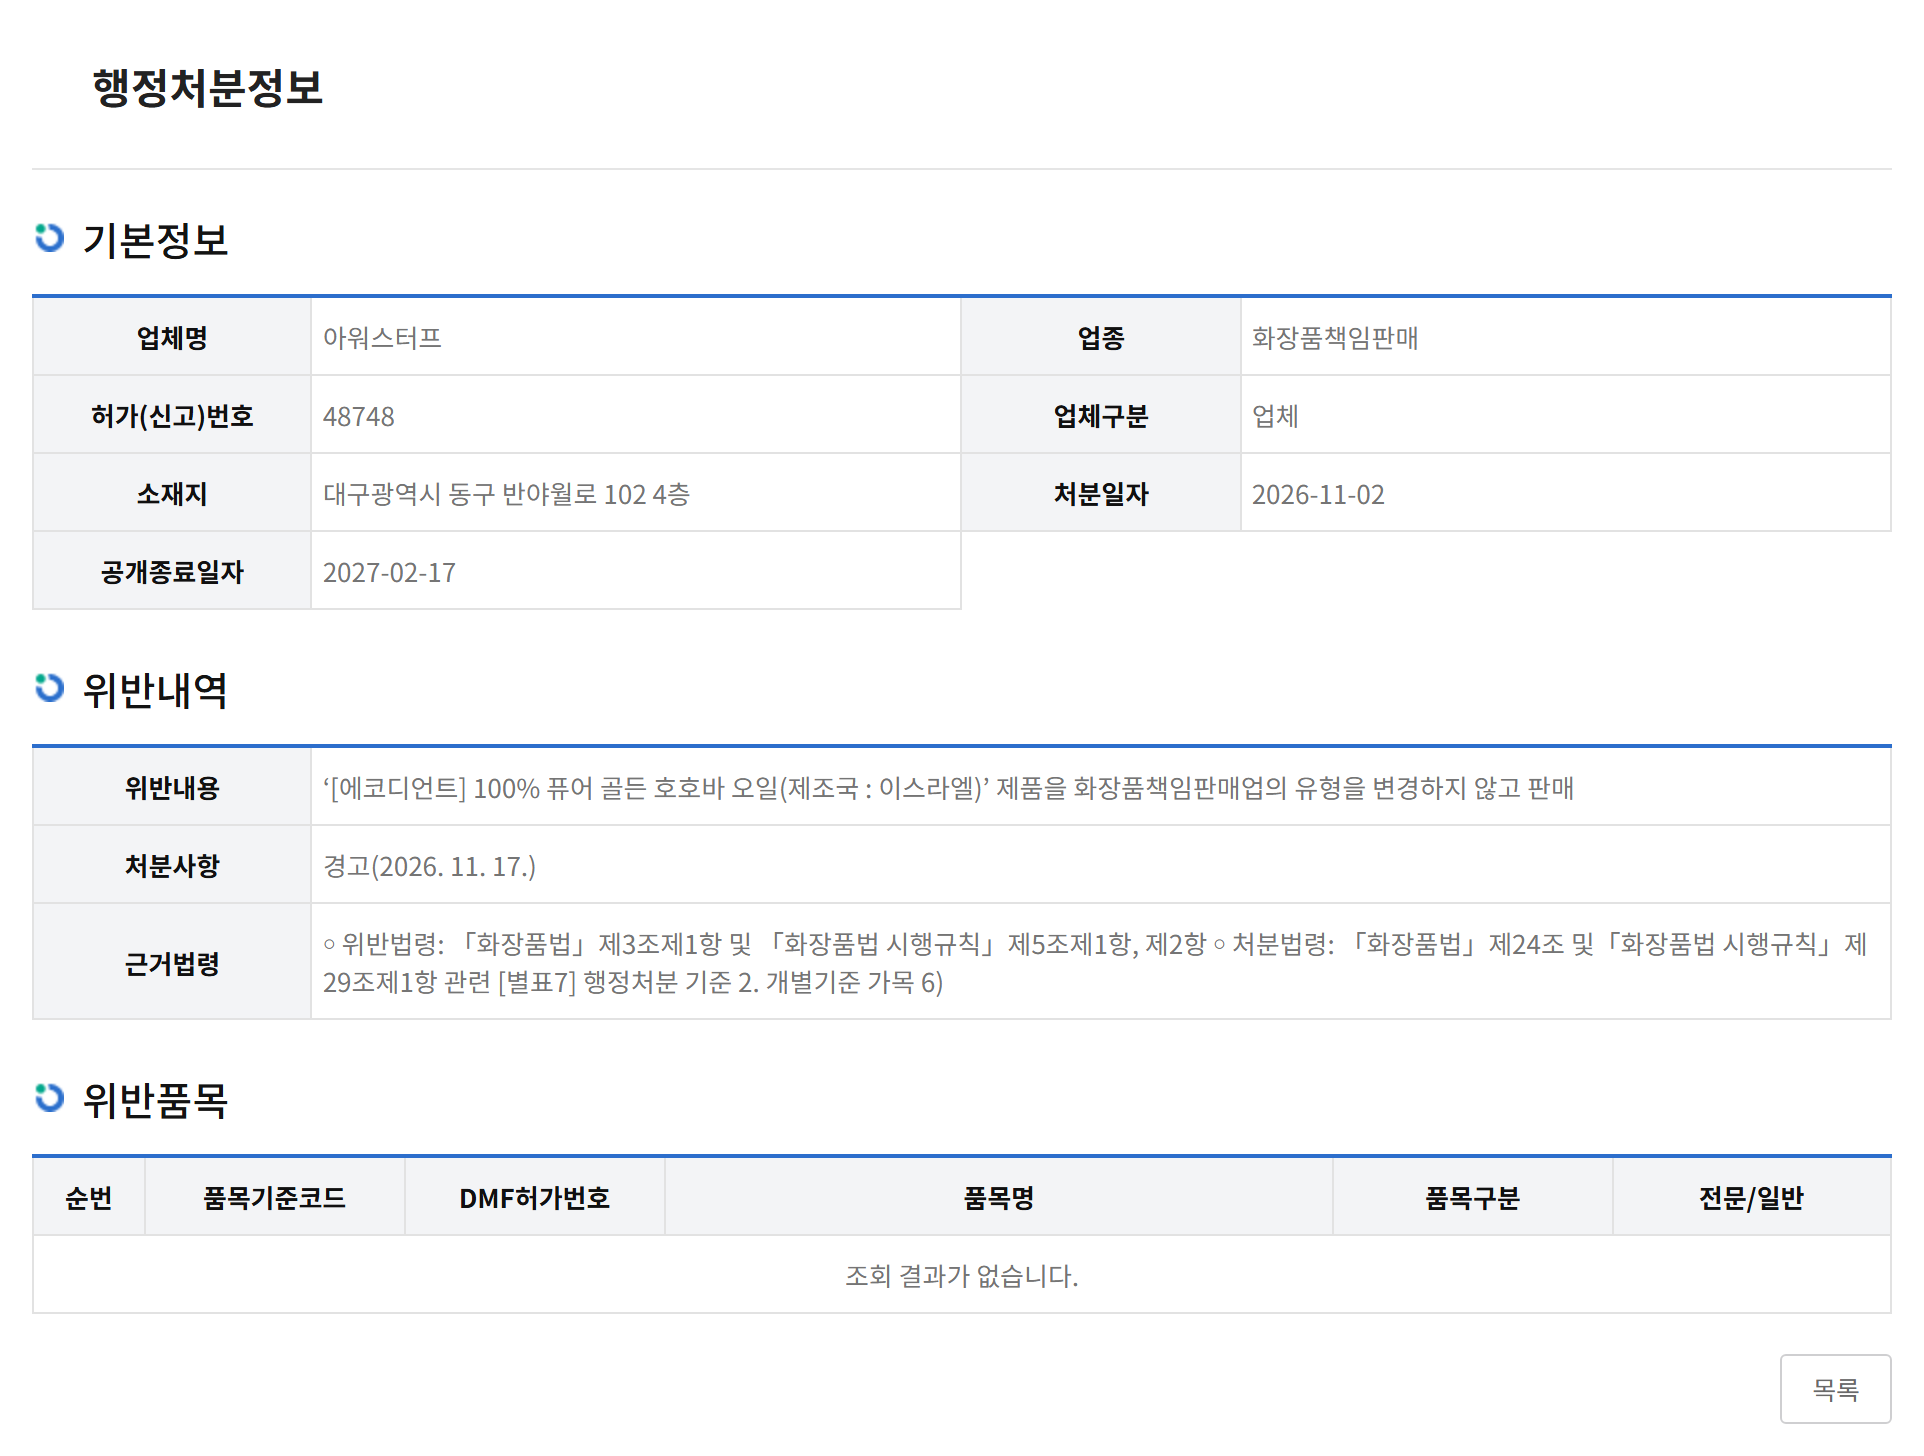 행정처분정보
기본정보
업체명 아워스터프 업종 화장품책임판매
허가(신고)번호 48748 업체구분 업체
소재지 대구광역시 동구 반야월로 102 4층 처분일자 2026-11-02
공개종료일자 2027-02-17
위반내역
위반내용 ‘[에코디언트] 100% 퓨어 골든 호호바 오일(제조국 : 이스라엘)’ 제품을 화장품책임판매업의 유형을 변경하지 않고 판매
처분사항 경고(2026. 11. 17.)
근거법령 ○ 위반법령: 「화장품법」제3조제1항 및 「화장품법 시행규칙」제5조제1항, 제2항 ○ 처분법령: 「화장품법」제24조 및「화장품법 시행규칙」제
29조제1항 관련 [별표7] 행정처분 기준 2. 개별기준 가목 6)
위반품목
순번 품목기준코드 DMF허가번호 품목명 품목구분 전문/일반
조회 결과가 없습니다.
목록